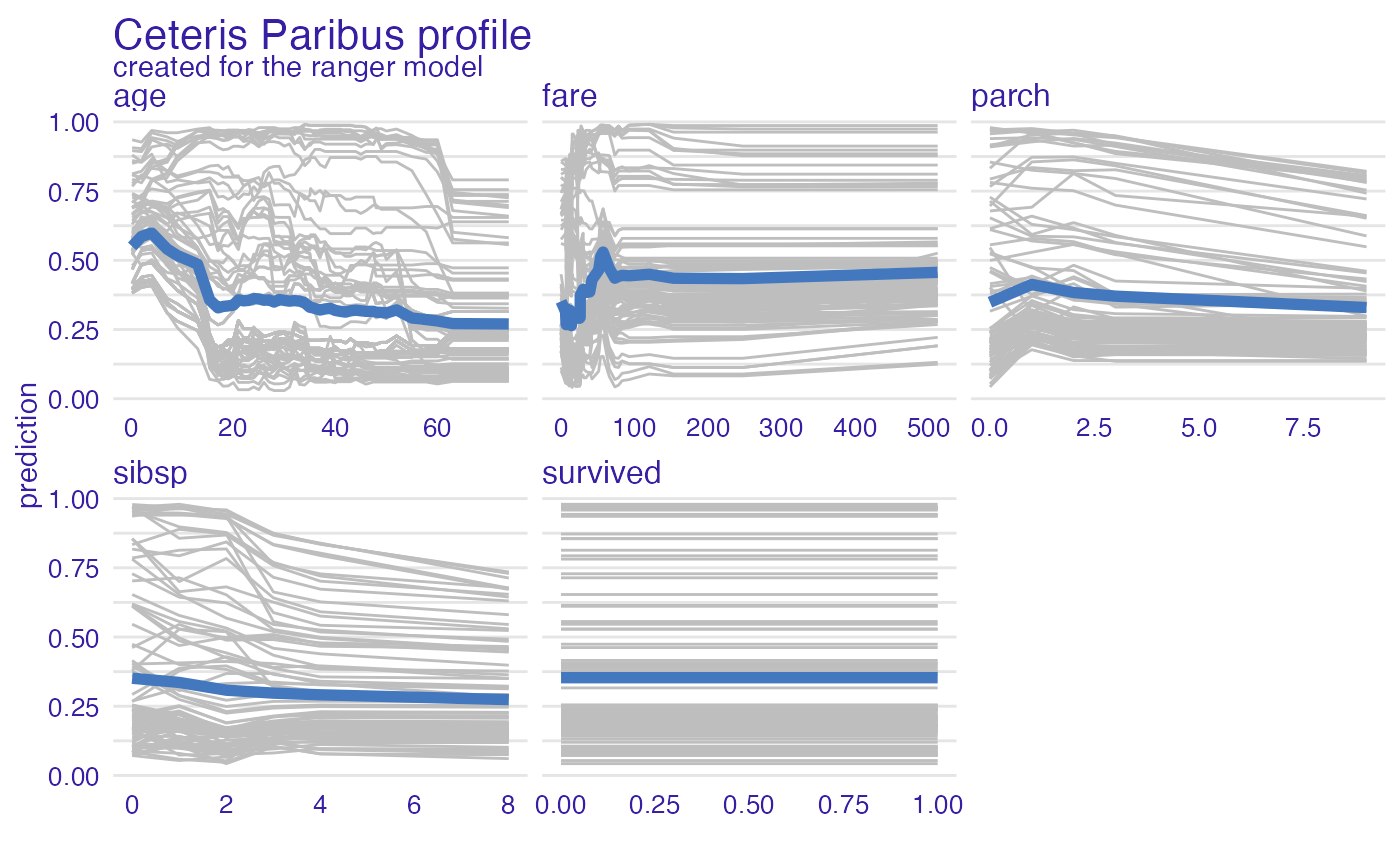 Ceteris Paribus profile
created for the ranger model
age
fare
parch
1.00
0.75
0.50
0.25
0.00
0 20 40 60
0 100 200 300 400 500
0.0 2.5 5.0 7.5
prediction
sibsp
survived
1.00
0.75
0.50
0.25
0.00
0 2 4 6 8
0.00 0.25 0.50 0.75 1.00